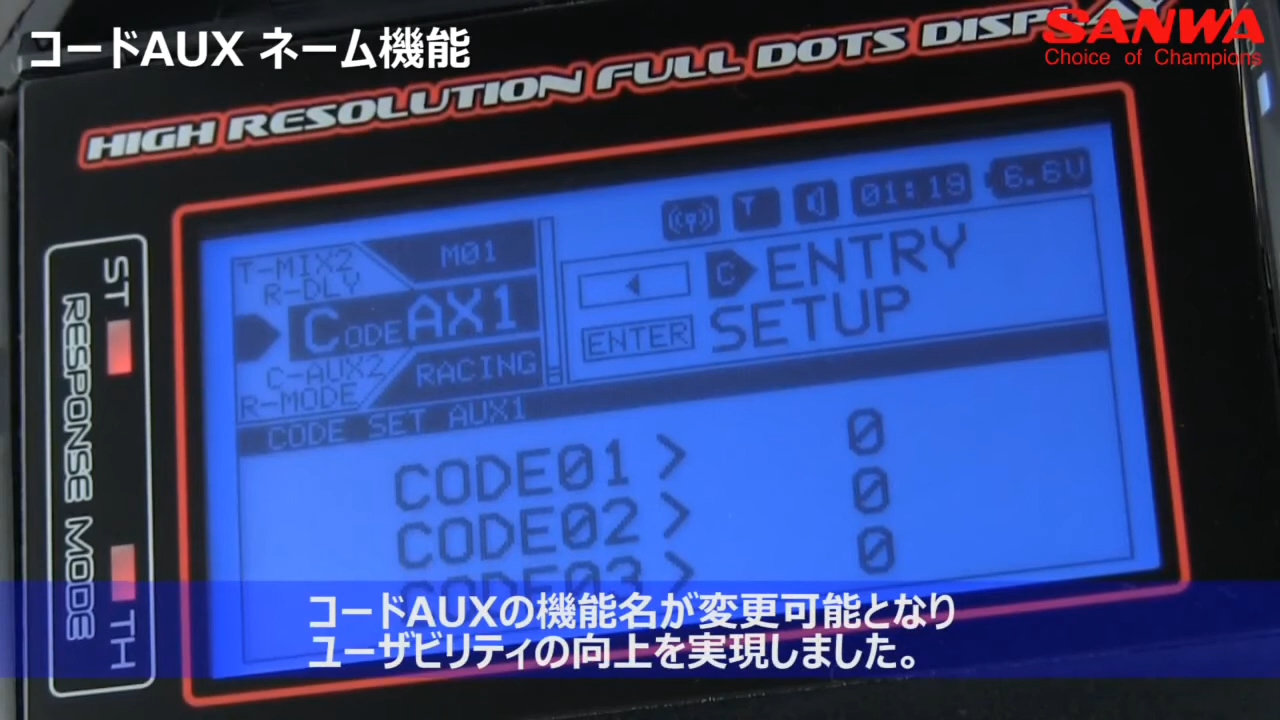 コードAUX ネーム機能
SANWA
Choice of Champions
HIGH RESOLUTION FULL DOTS DISPLAY
01:19
6.6V
T-MIX2
R-DLY
M01
CODE AX1
C-AUX2
R-MODE
RACING
C ENTRY
ENTER SETUP
CODE SET AUX1
CODE01 > 0
CODE02 > 0
CODE03 > 0
ST
RESPONSE MODE
TH
コードAUXの機能名が変更可能となり
ユーザビリティの向上を実現しました。